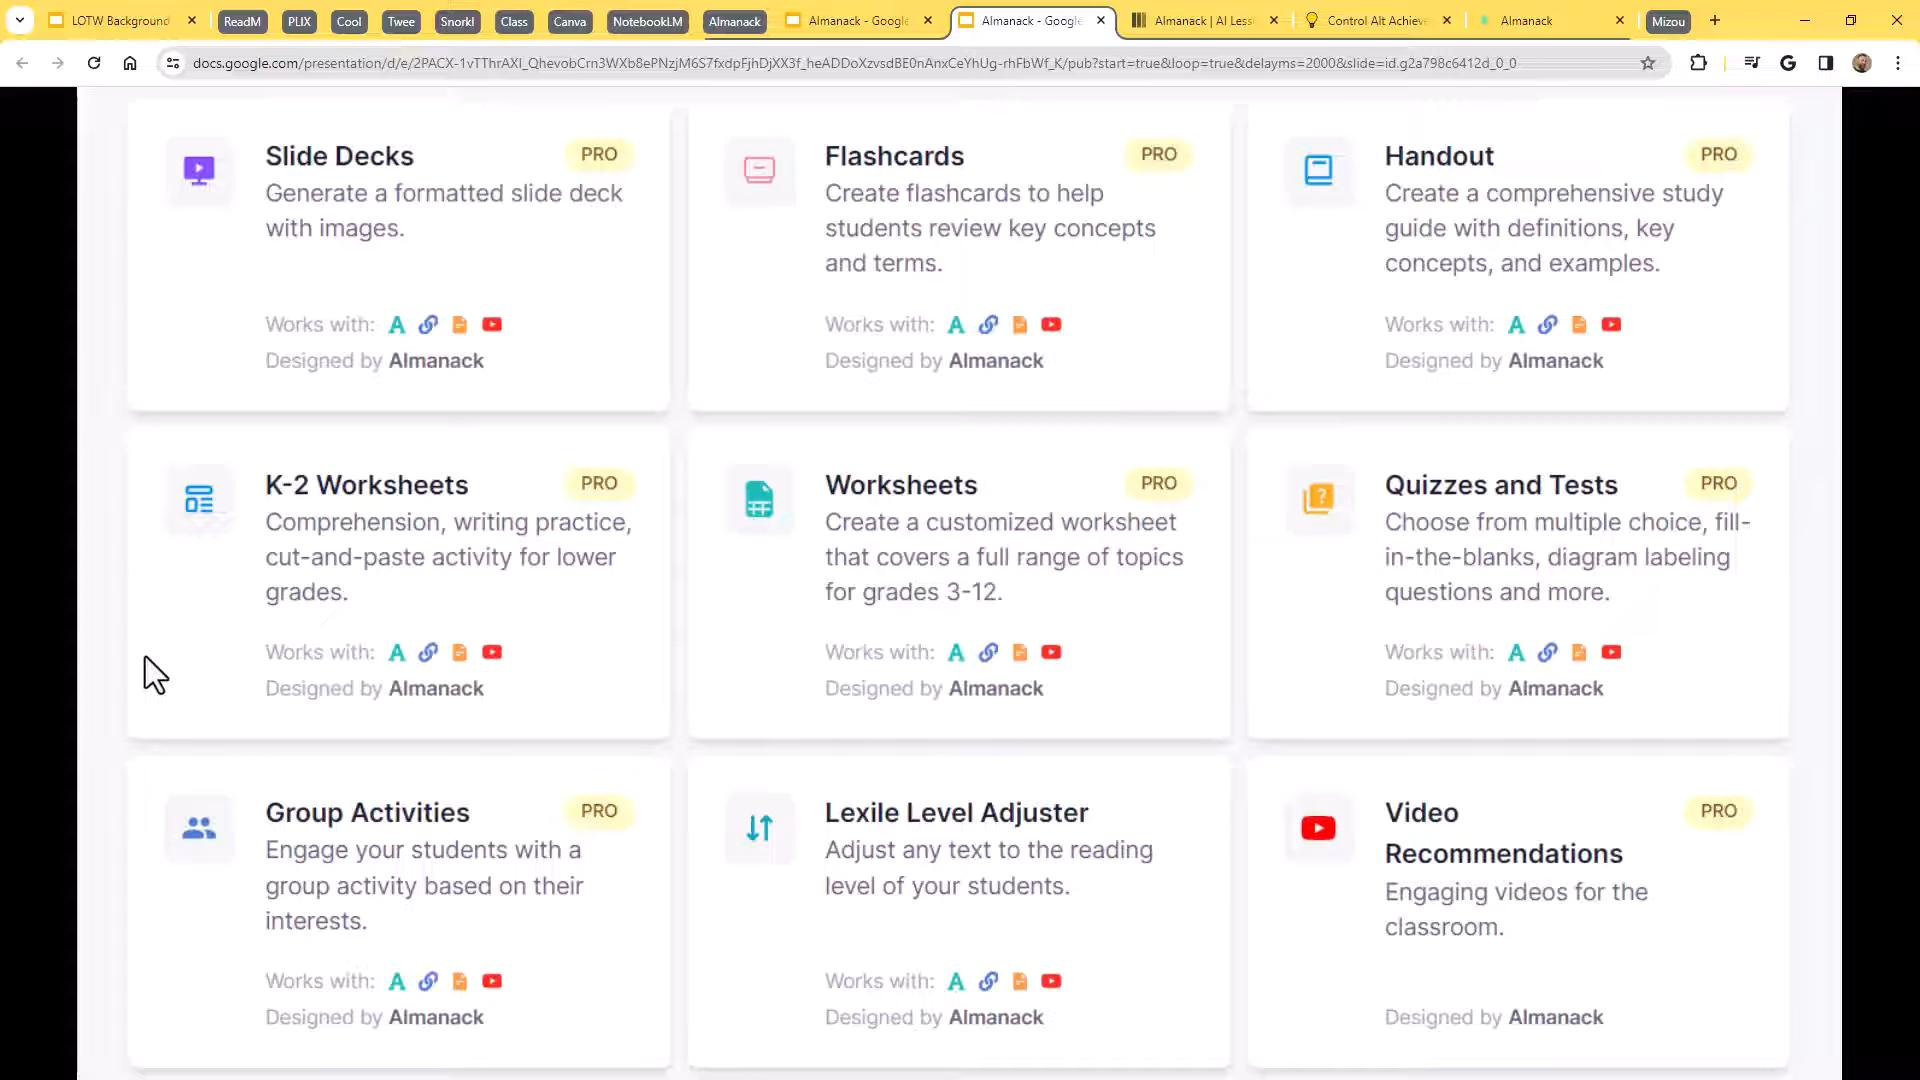 LOTW Background
ReadM
PLIX
Cool
Twee
Snorkl
Class
Canva
NotebookLM
Almanack
Almanack - Google
Almanack - Google
Almanack | AI Less
Control Alt Achieve
Almanack
Mizou
docs.google.com/presentation/d/e/2PACX-1vTThrAXI_QhevobCrn3WXb8ePNzjM6S7fxdpFjhDjXX3f_heADDoXzvsdBE0nAnxCeYhUg-rhFbWf_K/pub?start=true&loop=true&delayms=2000&slide=id.g2a798c6412d_0_0
Slide Decks
PRO
Generate a formatted slide deck
with images.
Works with:
Designed by Almanack
Flashcards
PRO
Create flashcards to help
students review key concepts
and terms.
Works with:
Designed by Almanack
Handout
PRO
Create a comprehensive study
guide with definitions, key
concepts, and examples.
Works with:
Designed by Almanack
K-2 Worksheets
PRO
Comprehension, writing practice,
cut-and-paste activity for lower
grades.
Works with:
Designed by Almanack
Worksheets
PRO
Create a customized worksheet
that covers a full range of topics
for grades 3-12.
Works with:
Designed by Almanack
Quizzes and Tests
PRO
Choose from multiple choice, fill-
in-the-blanks, diagram labeling
questions and more.
Works with:
Designed by Almanack
Group Activities
PRO
Engage your students with a
group activity based on their
interests.
Works with:
Designed by Almanack
Lexile Level Adjuster
Adjust any text to the reading
level of your students.
Works with:
Designed by Almanack
Video
PRO
Recommendations
Engaging videos for the
classroom.
Designed by Almanack